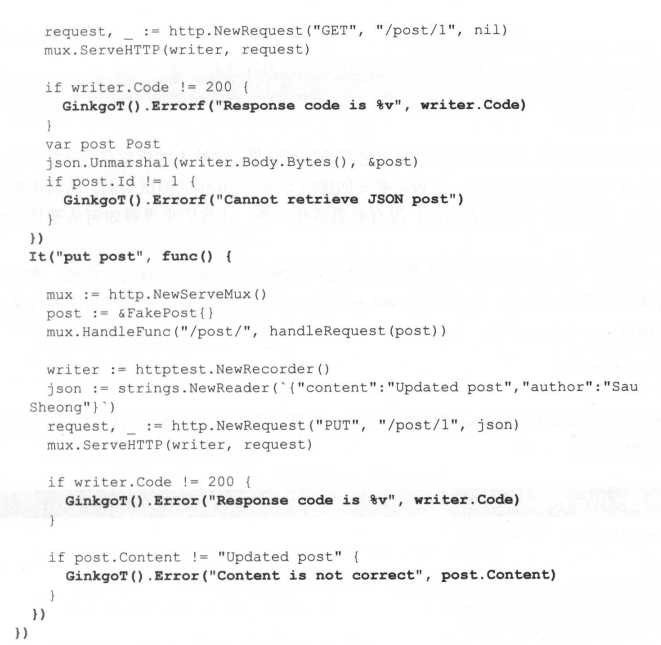 request, _ := http.NewRequest("GET", "/post/1", nil)
mux.ServeHTTP(writer, request)
if writer.Code != 200 {
GinkgoT().Errorf("Response code is %v", writer.Code)
}
var post Post
json.Unmarshal(writer.Body.Bytes(), &post)
if post.Id != 1 {
GinkgoT().Errorf("Cannot retrieve JSON post")
}
})
It("put post", func() {
mux := http.NewServeMux()
post := &FakePost{}
mux.HandleFunc("/post/", handleRequest(post))
writer := httptest.NewRecorder()
json := strings.NewReader(`{"content":"Updated post","author":"Sau
Sheong"}`)
request, _ := http.NewRequest("PUT", "/post/1", json)
mux.ServeHTTP(writer, request)
if writer.Code != 200 {
GinkgoT().Error("Response code is %v", writer.Code)
}
if post.Content != "Updated post" {
GinkgoT().Error("Content is not correct", post.Content)
}
})
})